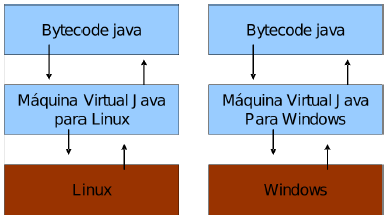 Bytecode java
Máquina Virtual Java
para Linux
Linux
Bytecode java
Máquina Virtual Java
Para Windows
Windows